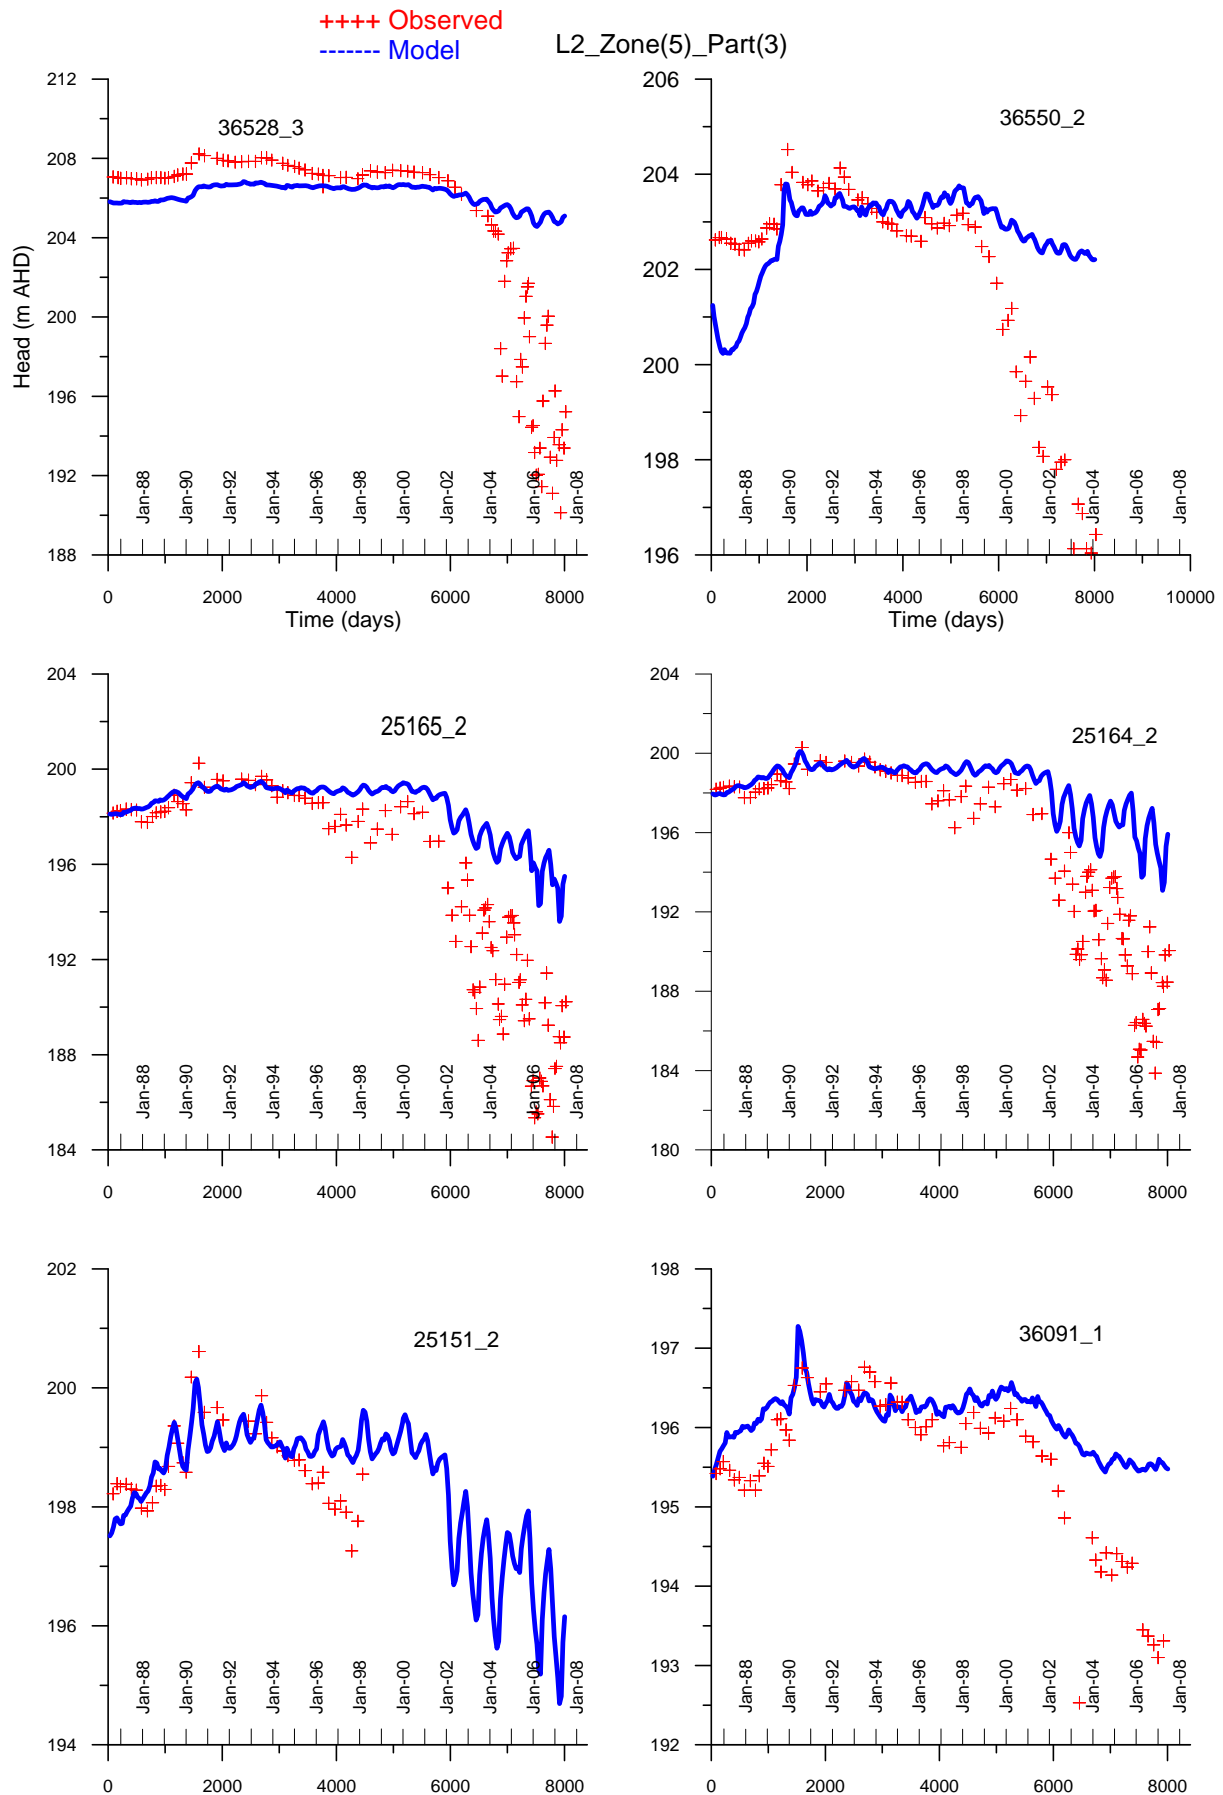 ++++ Observed
------- Model
L2_Zone(5)_Part(3)
36528_3
212
208
204
200
196
192
188
Head (m AHD)
Jan-88 Jan-90 Jan-92 Jan-94 Jan-96 Jan-98 Jan-00 Jan-02 Jan-04 Jan-06 Jan-08
0 2000 4000 6000 8000
Time (days)
36550_2
206
204
202
200
198
196
Jan-88 Jan-90 Jan-92 Jan-94 Jan-96 Jan-98 Jan-00 Jan-02 Jan-04 Jan-06 Jan-08
0 2000 4000 6000 8000 10000
Time (days)
25165_2
204
200
196
192
188
184
Jan-88 Jan-90 Jan-92 Jan-94 Jan-96 Jan-98 Jan-00 Jan-02 Jan-04 Jan-06 Jan-08
0 2000 4000 6000 8000
25164_2
204
200
196
192
188
184
180
Jan-88 Jan-90 Jan-92 Jan-94 Jan-96 Jan-98 Jan-00 Jan-02 Jan-04 Jan-06 Jan-08
0 2000 4000 6000 8000
25151_2
202
200
198
196
194
Jan-88 Jan-90 Jan-92 Jan-94 Jan-96 Jan-98 Jan-00 Jan-02 Jan-04 Jan-06 Jan-08
0 2000 4000 6000 8000
36091_1
198
197
196
195
194
193
192
Jan-88 Jan-90 Jan-92 Jan-94 Jan-96 Jan-98 Jan-00 Jan-02 Jan-04 Jan-06 Jan-08
0 2000 4000 6000 8000